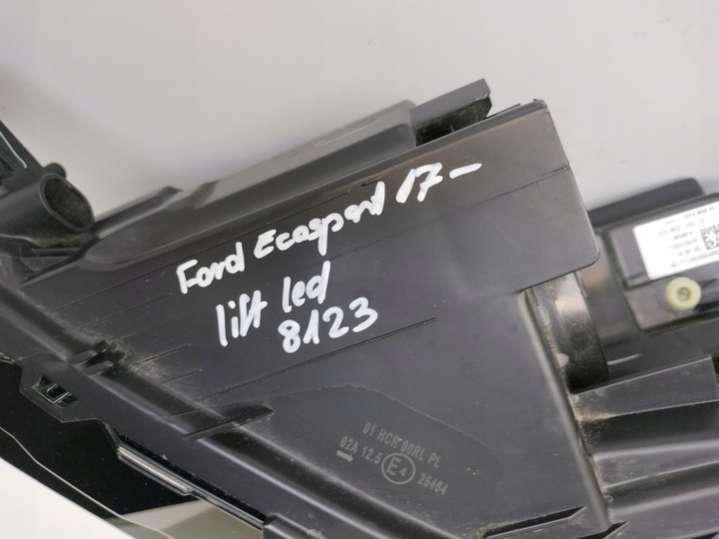 Ford Ecosport 17-
lift led
8123
01 HCR 00RL PL
02A 12.5 E4 25464